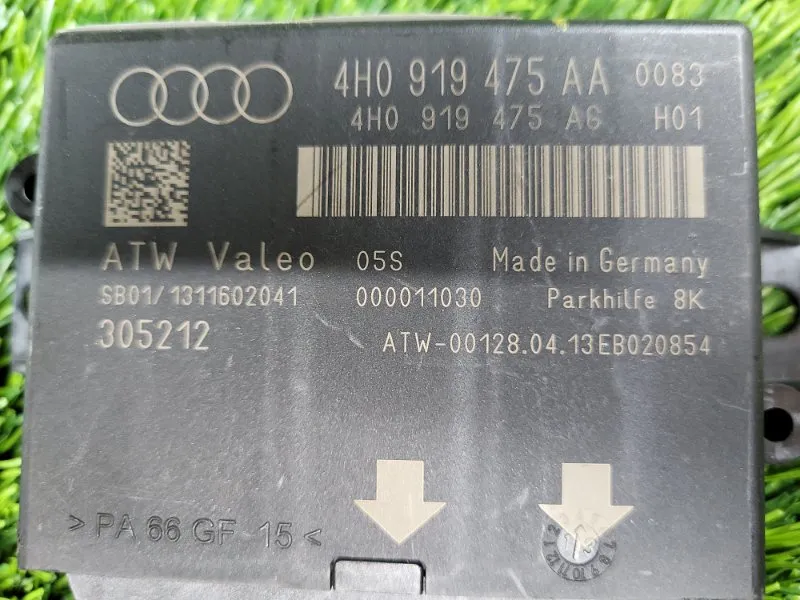 4H0 919 475 AA 0083
4H0 919 475 AG H01
ATW Valeo 05S Made in Germany
SB01/1311602041 000011030 Parkhilfe 8K
305212 ATW-00128.04.13EB020854
>PA 66 GF 15<